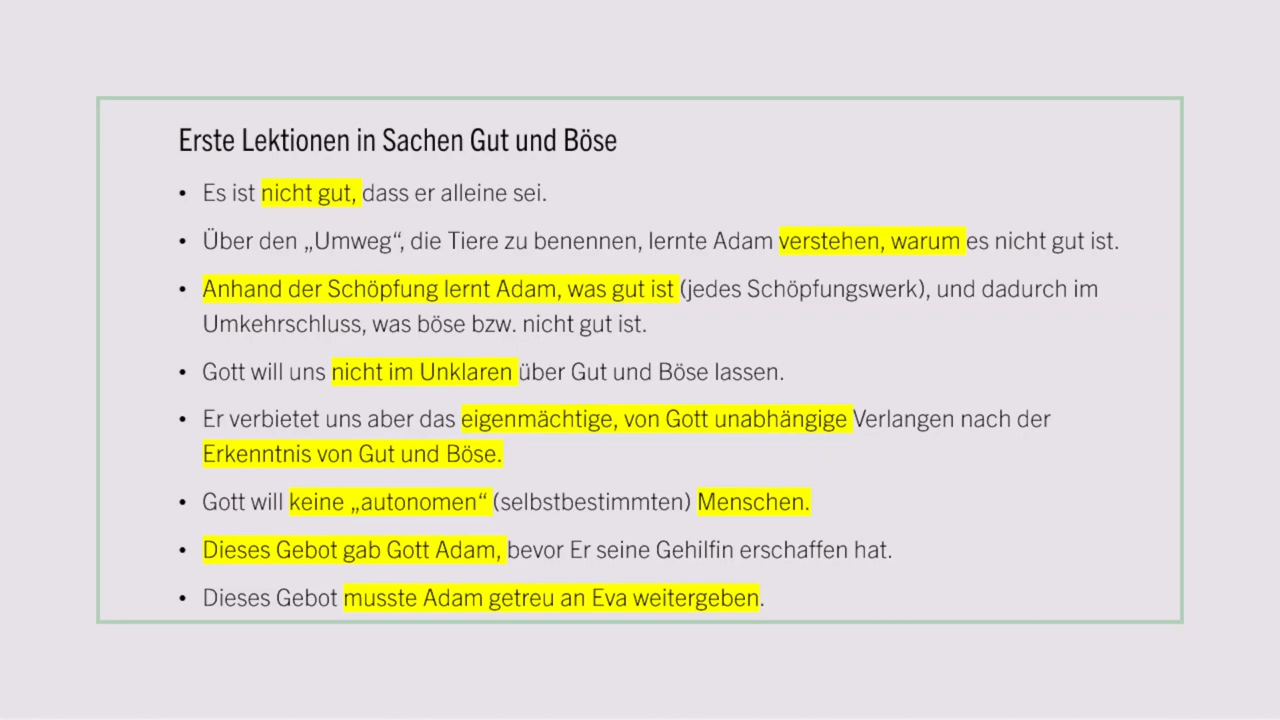 Erste Lektionen in Sachen Gut und Böse
• Es ist nicht gut, dass er alleine sei.
• Über den „Umweg“, die Tiere zu benennen, lernte Adam verstehen, warum es nicht gut ist.
• Anhand der Schöpfung lernt Adam, was gut ist (jedes Schöpfungswerk), und dadurch im
Umkehrschluss, was böse bzw. nicht gut ist.
• Gott will uns nicht im Unklaren über Gut und Böse lassen.
• Er verbietet uns aber das eigenmächtige, von Gott unabhängige Verlangen nach der
Erkenntnis von Gut und Böse.
• Gott will keine „autonomen“ (selbstbestimmten) Menschen.
• Dieses Gebot gab Gott Adam, bevor Er seine Gehilfin erschaffen hat.
• Dieses Gebot musste Adam getreu an Eva weitergeben.